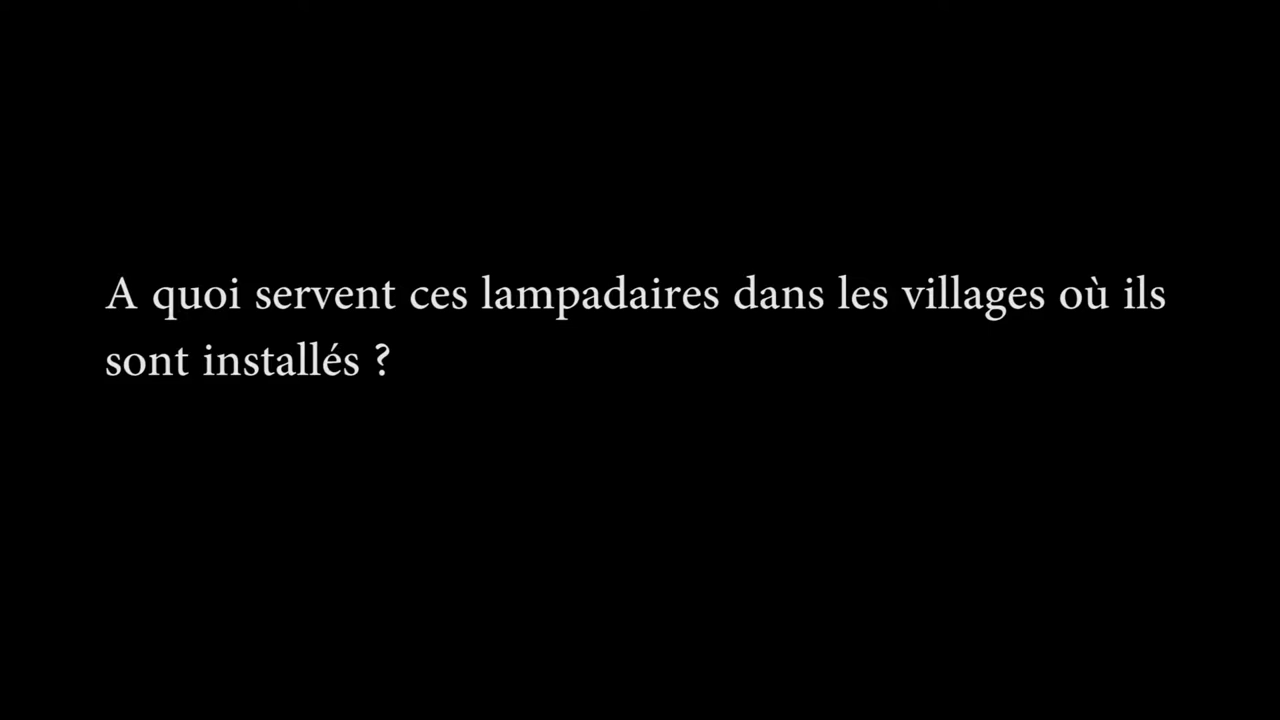 A quoi servent ces lampadaires dans les villages où ils
sont installés ?